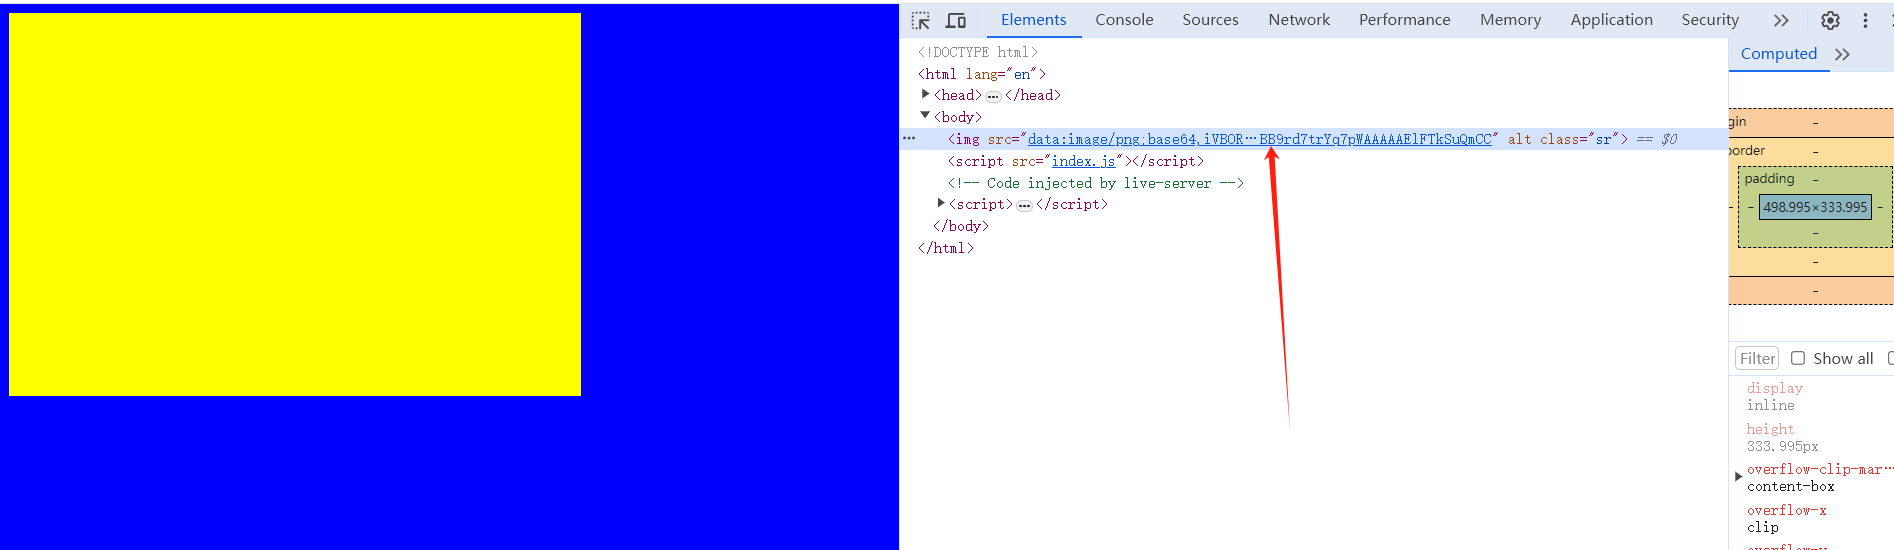 Elements Console Sources Network Performance Memory Application Security
<!DOCTYPE html>
<html lang="en">
<head>…</head>
<body>
<img src="data:image/png;base64,iVBOR…BB9rd7trYq7pWAAAAAElFTkSuQmCC" alt class="sr"> == $0
<script src="index.js"></script>
<!-- Code injected by live-server -->
<script>…</script>
</body>
</html>
Computed
gin -
order -
padding -
- - 498.995×333.995 -
-
-
-
Filter Show all
display
inline
height
333.995px
overflow-clip-mar…
content-box
overflow-x
clip